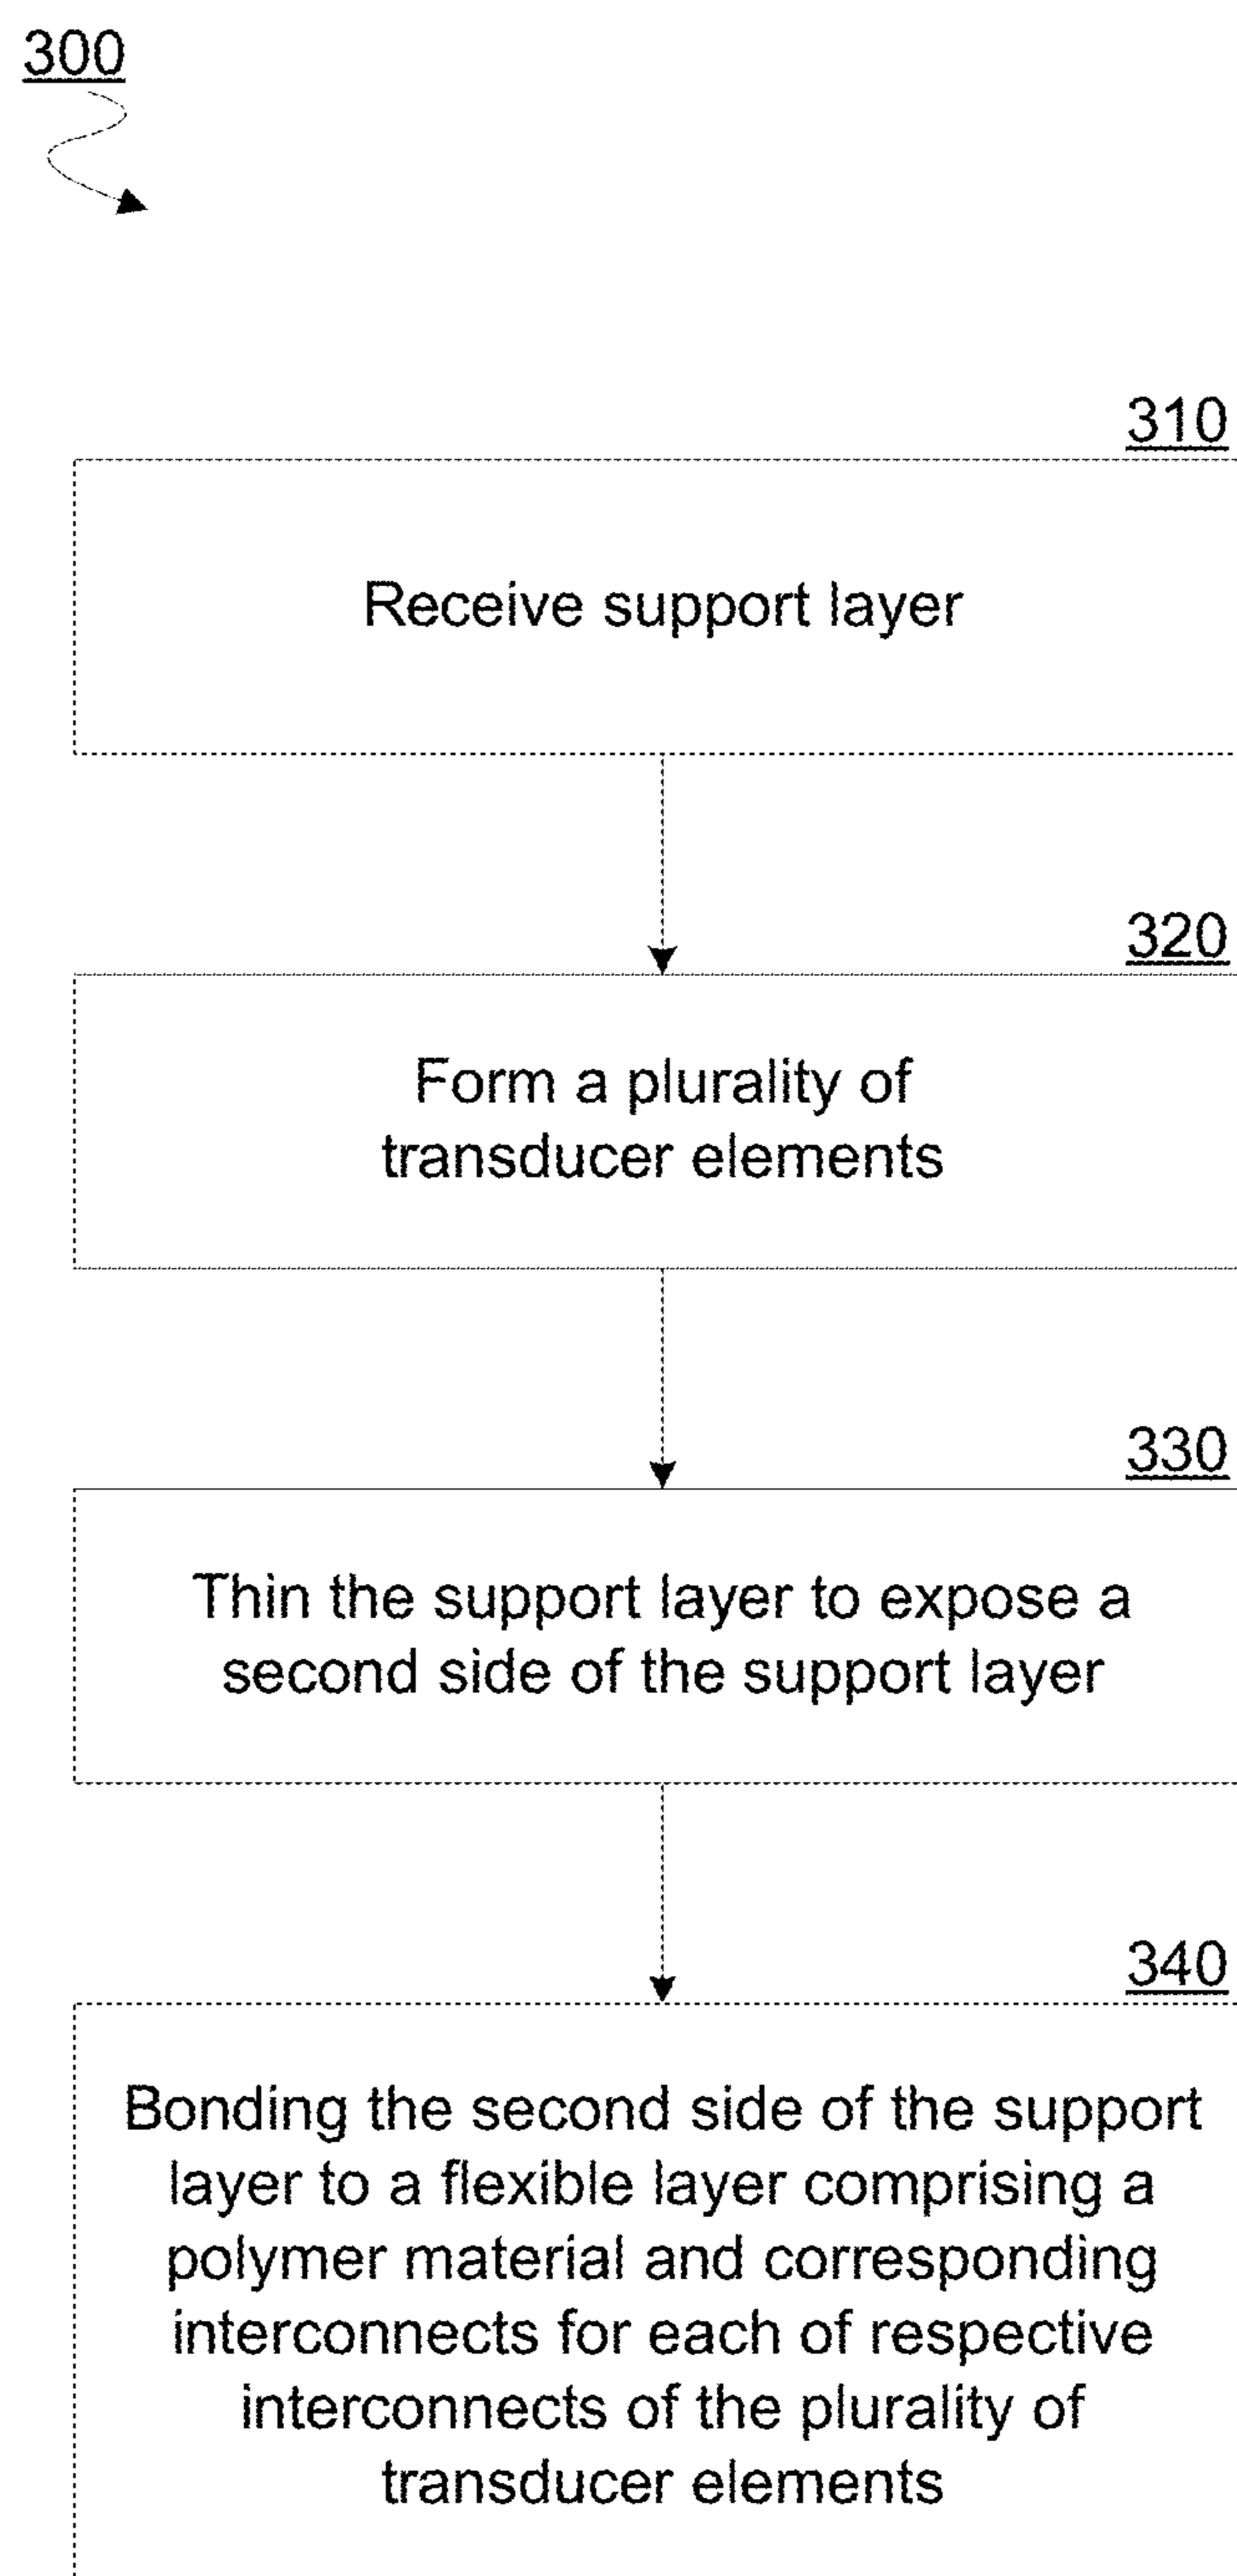 300
310
Receive support layer
320
Form a plurality of
transducer elements
330
Thin the support layer to expose a
second side of the support layer
340
Bonding the second side of the support
layer to a flexible layer comprising a
polymer material and corresponding
interconnects for each of respective
interconnects of the plurality of
transducer elements